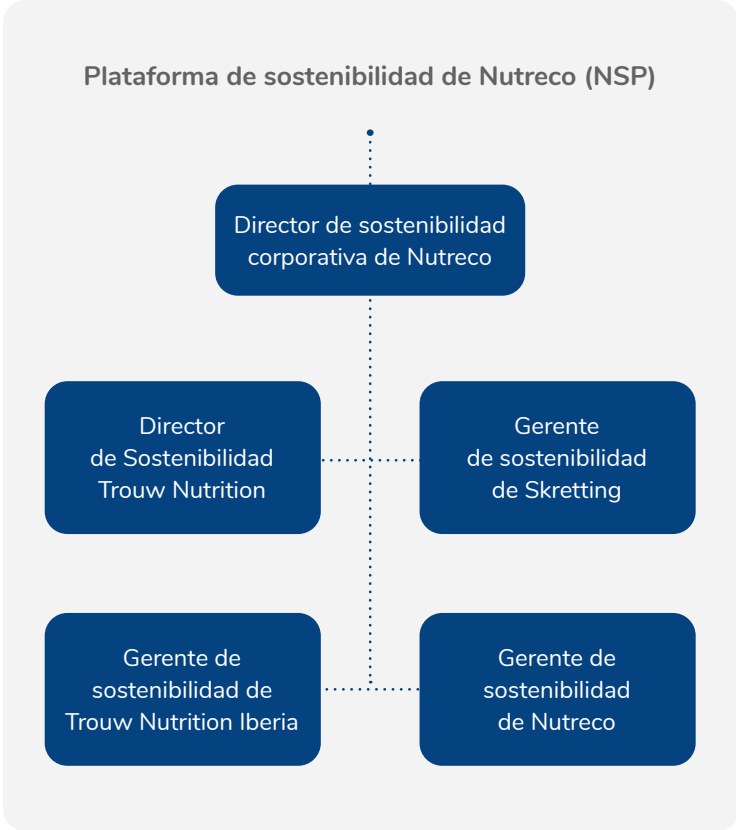 Plataforma de sostenibilidad de Nutreco (NSP)
Director de sostenibilidad
corporativa de Nutreco
Director
de Sostenibilidad
Trouw Nutrition
Gerente
de sostenibilidad
de Skretting
Gerente de
sostenibilidad de
Trouw Nutrition Iberia
Gerente de
sostenibilidad
de Nutreco